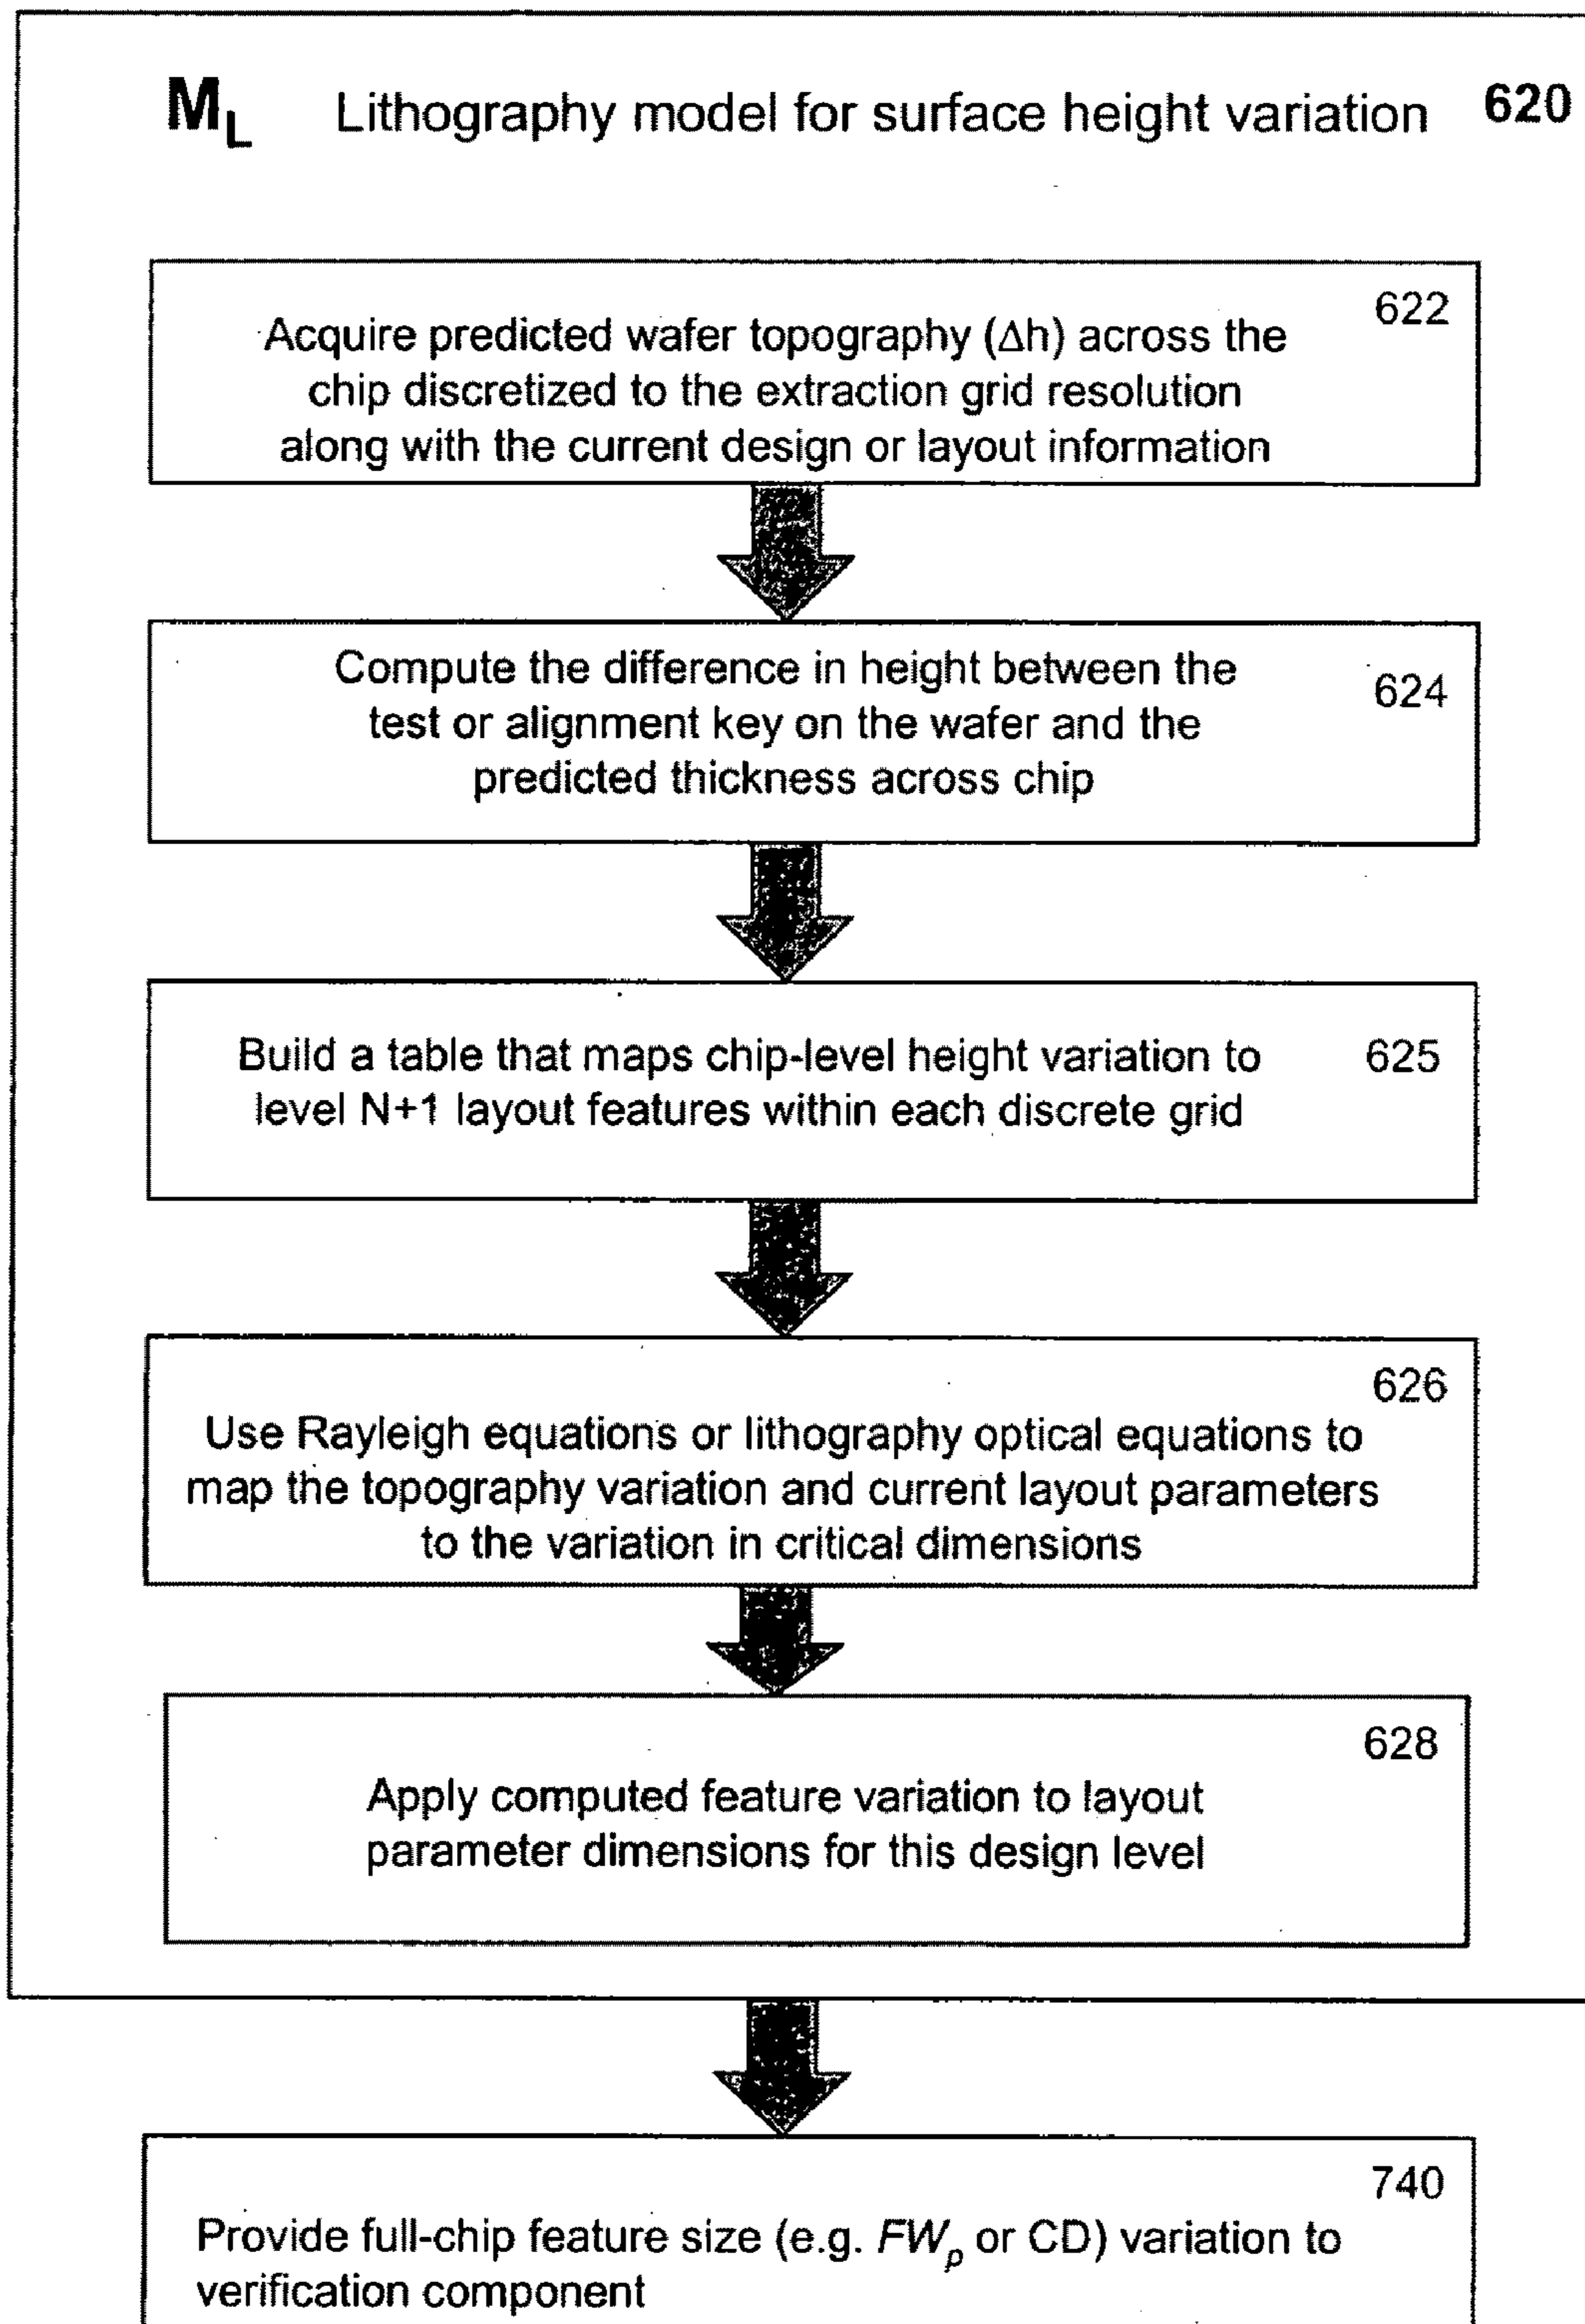 M_L Lithography model for surface height variation 620
622
Acquire predicted wafer topography (Δh) across the
chip discretized to the extraction grid resolution
along with the current design or layout information
Compute the difference in height between the
624
test or alignment key on the wafer and the
predicted thickness across chip
Build a table that maps chip-level height variation to 625
level N+1 layout features within each discrete grid
626
Use Rayleigh equations or lithography optical equations to
map the topography variation and current layout parameters
to the variation in critical dimensions
628
Apply computed feature variation to layout
parameter dimensions for this design level
740
Provide full-chip feature size (e.g. FW_p or CD) variation to
verification component